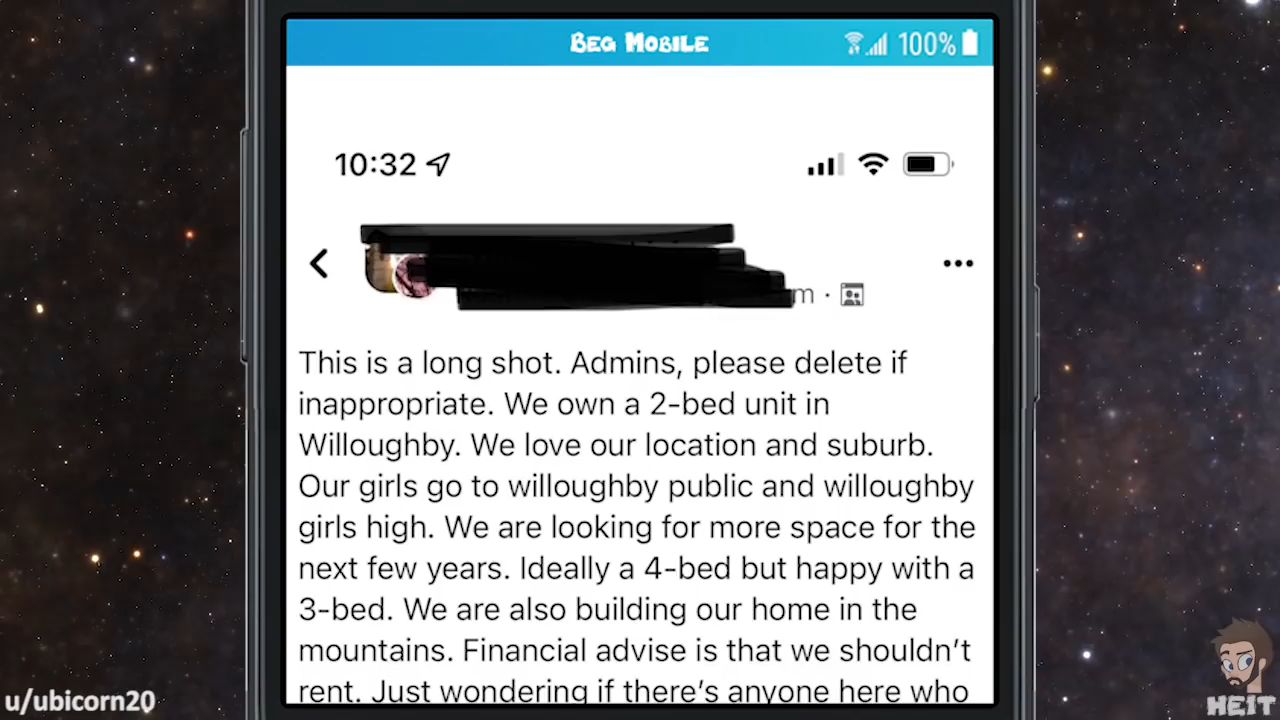 BEG MOBILE
100%
10:32
m ·
This is a long shot. Admins, please delete if
inappropriate. We own a 2-bed unit in
Willoughby. We love our location and suburb.
Our girls go to willoughby public and willoughby
girls high. We are looking for more space for the
next few years. Ideally a 4-bed but happy with a
3-bed. We are also building our home in the
mountains. Financial advise is that we shouldn't
rent. Just wondering if there's anyone here who
u/ubicorn20
HEIT